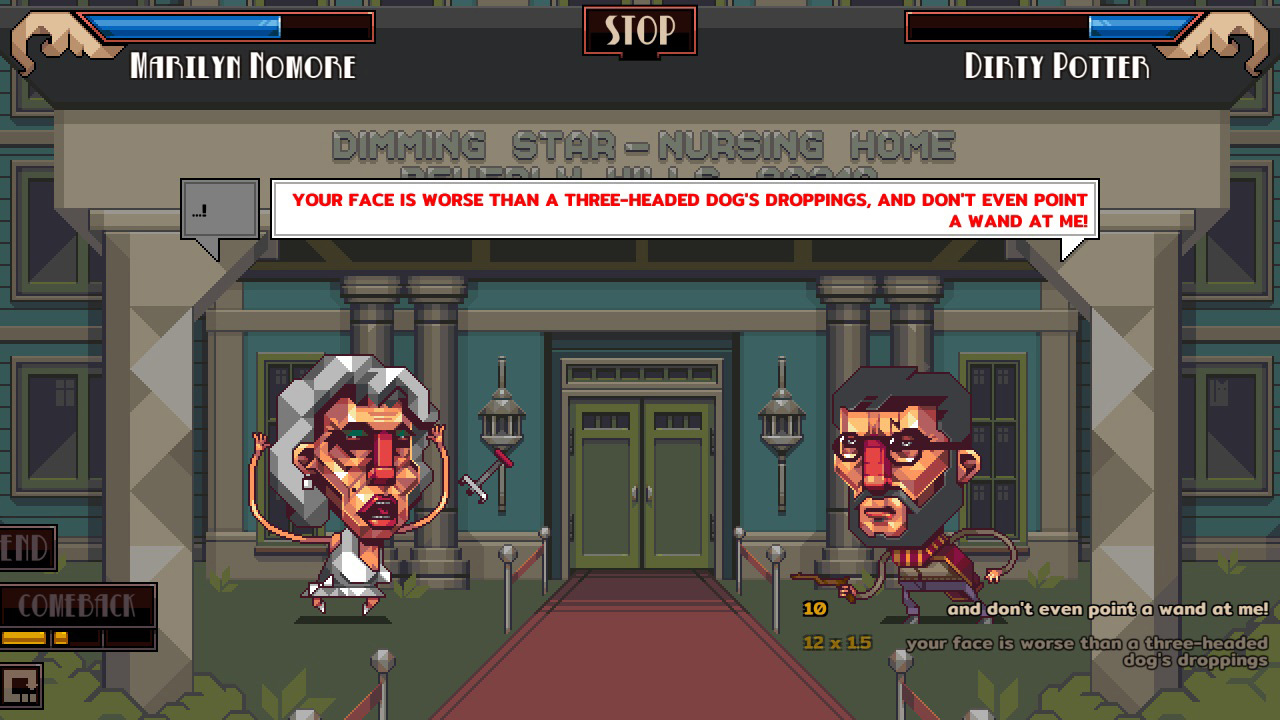 STOP
MARILYN NOMORE
DIRTY POTTER
DIMMING STAR - NURSING HOME
...!
YOUR FACE IS WORSE THAN A THREE-HEADED DOG'S DROPPINGS, AND DON'T EVEN POINT
A WAND AT ME!
END
COMEBACK
10 and don't even point a wand at me!
12 x 1.5 your face is worse than a three-headed
dog's droppings